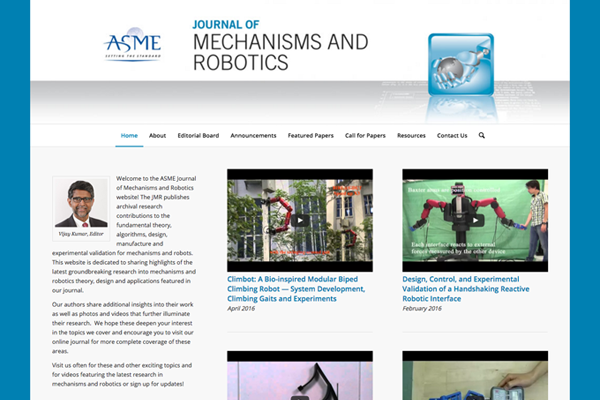 ASME
SETTING THE STANDARD
JOURNAL OF
MECHANISMS AND
ROBOTICS
Home About Editorial Board Announcements Featured Papers Call for Papers Resources Contact Us
Vijay Kumar, Editor
Welcome to the ASME Journal
of Mechanisms and Robotics
website! The JMR publishes
archival research
contributions to the
fundamental theory,
algorithms, design,
manufacture and
experimental validation for mechanisms and robots.
This website is dedicated to sharing highlights of the
latest groundbreaking research into mechanisms and
robotics theory, design and applications featured in
our journal.
Our authors share additional insights into their work
as well as photos and videos that further illuminate
their research. We hope these deepen your interest
in the topics we cover and encourage you to visit our
online journal for more complete coverage of these
areas.
Visit us often for these and other exciting topics and
for videos featuring the latest research in
mechanisms and robotics or sign up for updates!
Climbot: A Bio-inspired Modular Biped
Climbing Robot — System Development,
Climbing Gaits and Experiments
April 2016
Each interface reacts to external
forces measured by the other device
Design, Control, and Experimental
Validation of a Handshaking Reactive
Robotic Interface
February 2016